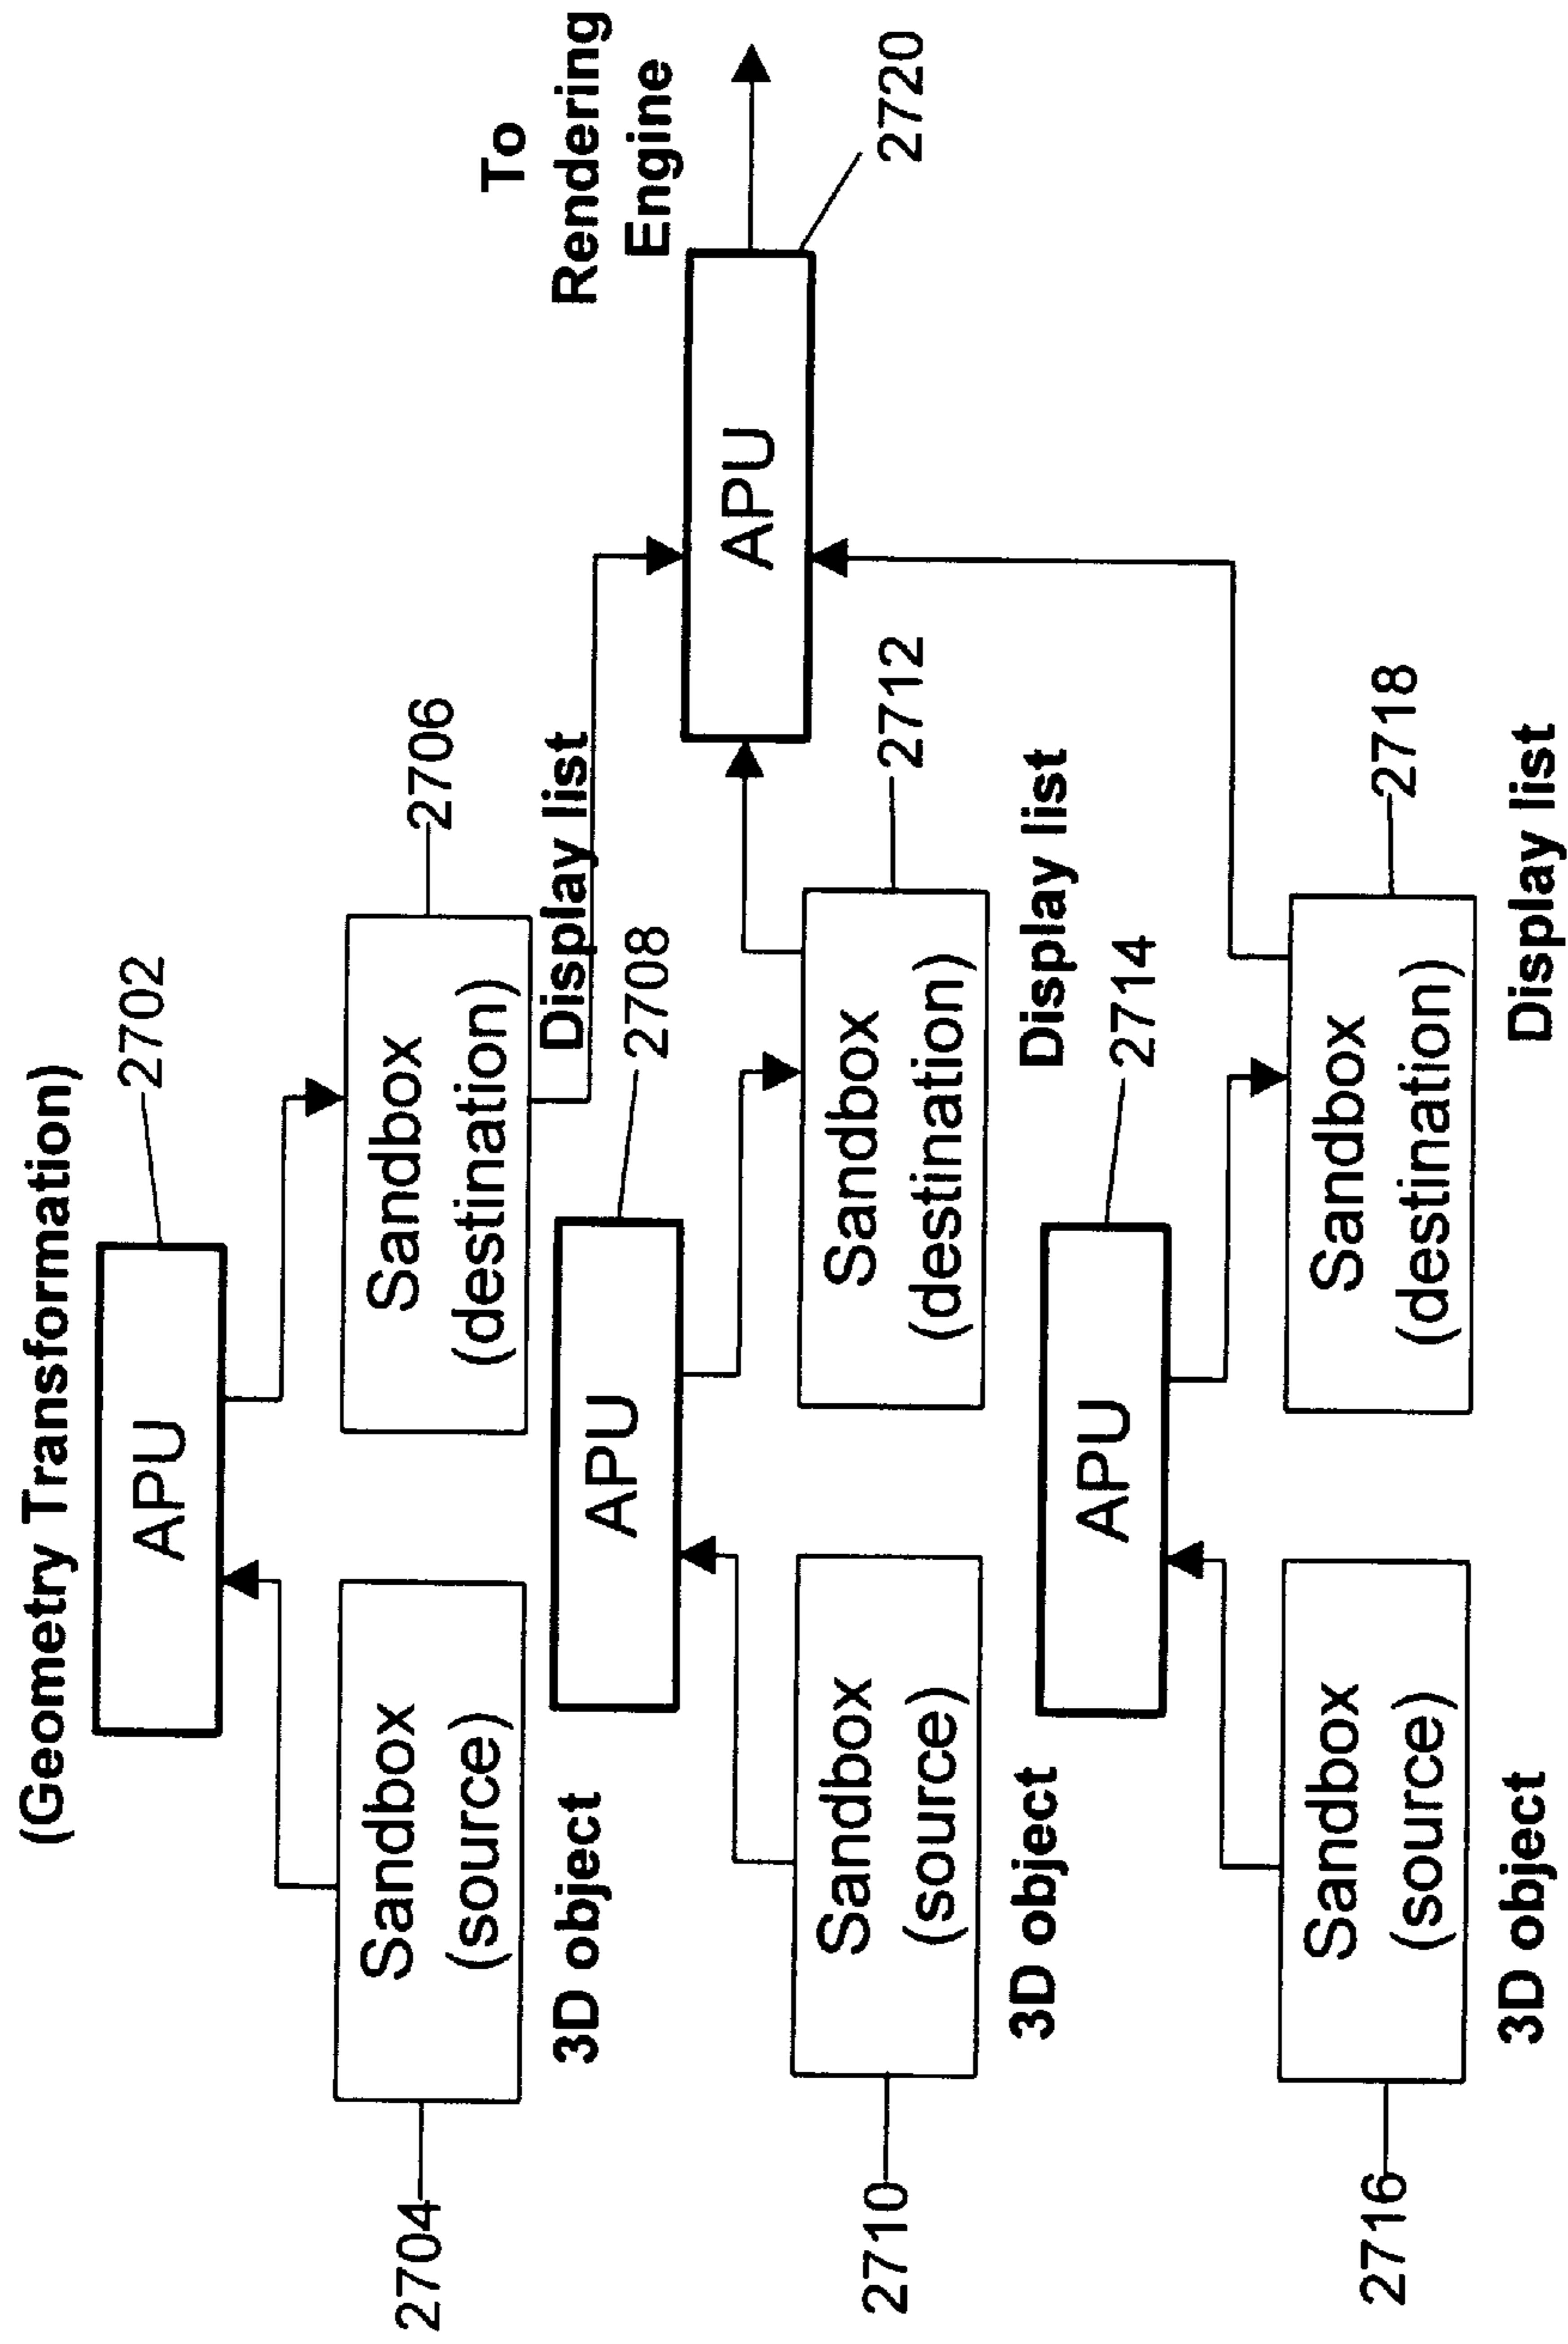 (Geometry Transformation)
2702
APU
2704
Sandbox
(source)
3D object
2706
Sandbox
(destination)
Display list
To
Rendering
Engine
2708
APU
2710
Sandbox
(source)
3D object
2712
Sandbox
(destination)
Display list
APU
2720
2714
APU
2716
Sandbox
(source)
3D object
2718
Sandbox
(destination)
Display list